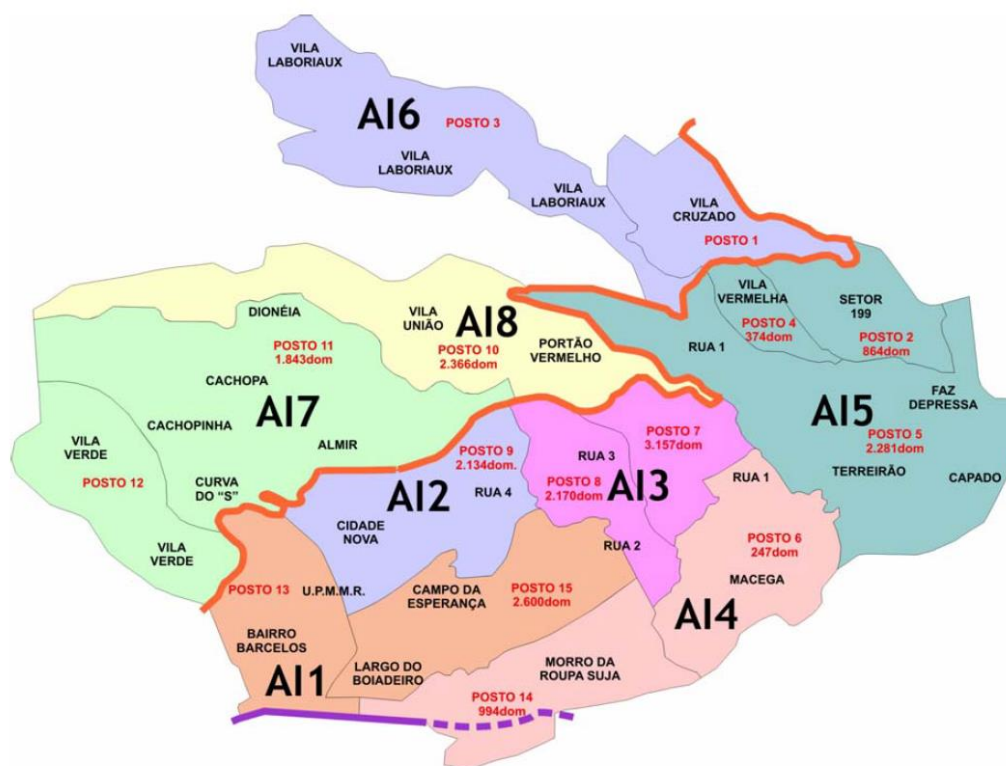 VILA
LABORIAUX
AI6
POSTO 3
VILA
LABORIAUX
VILA
LABORIAUX
VILA
CRUZADO
POSTO 1
VILA
VERMELHA
POSTO 4
374dom
SETOR
199
POSTO 2
864dom
RUA 1
DIONÉIA
VILA
UNIÃO
AI8
POSTO 10
2.366dom
PORTÃO
VERMELHO
POSTO 11
1.843dom
CACHOPA
AI7
CACHOPINHA
ALMIR
VILA
VERDE
POSTO 12
CURVA
DO “S”
VILA
VERDE
FAZ
DEPRESSA
AI5
POSTO 5
2.281dom
TERREIRÃO
CAPADO
POSTO 9
2.134dom.
AI2
RUA 4
CIDADE
NOVA
POSTO 7
3.157dom
RUA 3
POSTO 8
2.170dom
AI3
RUA 2
RUA 1
POSTO 6
247dom
MACEGA
AI4
POSTO 13
U.P.M.M.R.
CAMPO DA
ESPERANÇA
POSTO 15
2.600dom
BAIRRO
BARCELOS
AI1
LARGO DO
BOIADEIRO
MORRO DA
ROUPA SUJA
POSTO 14
994dom